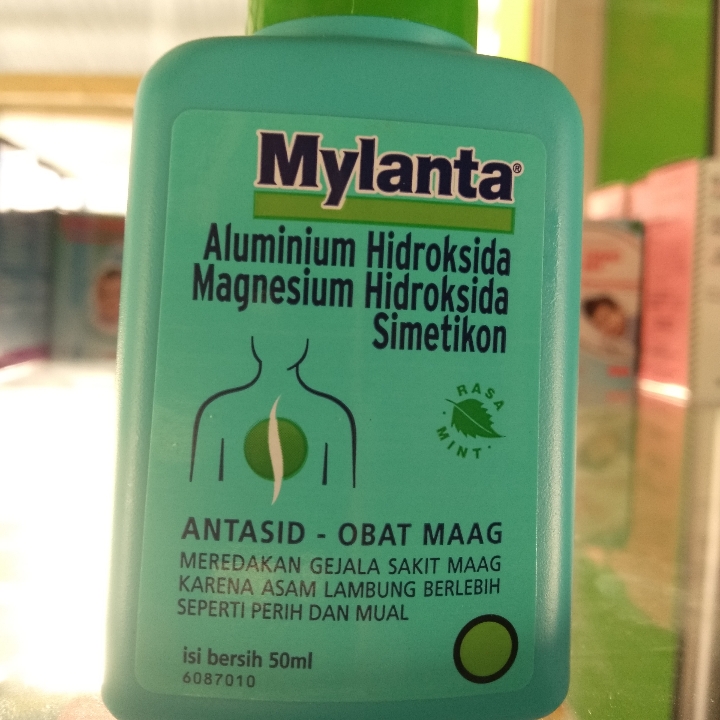 Mylanta®
Aluminium Hidroksida
Magnesium Hidroksida
Simetikon
RASA
MINT
ANTASID - OBAT MAAG
MEREDAKAN GEJALA SAKIT MAAG
KARENA ASAM LAMBUNG BERLEBIH
SEPERTI PERIH DAN MUAL
isi bersih 50ml
6087010